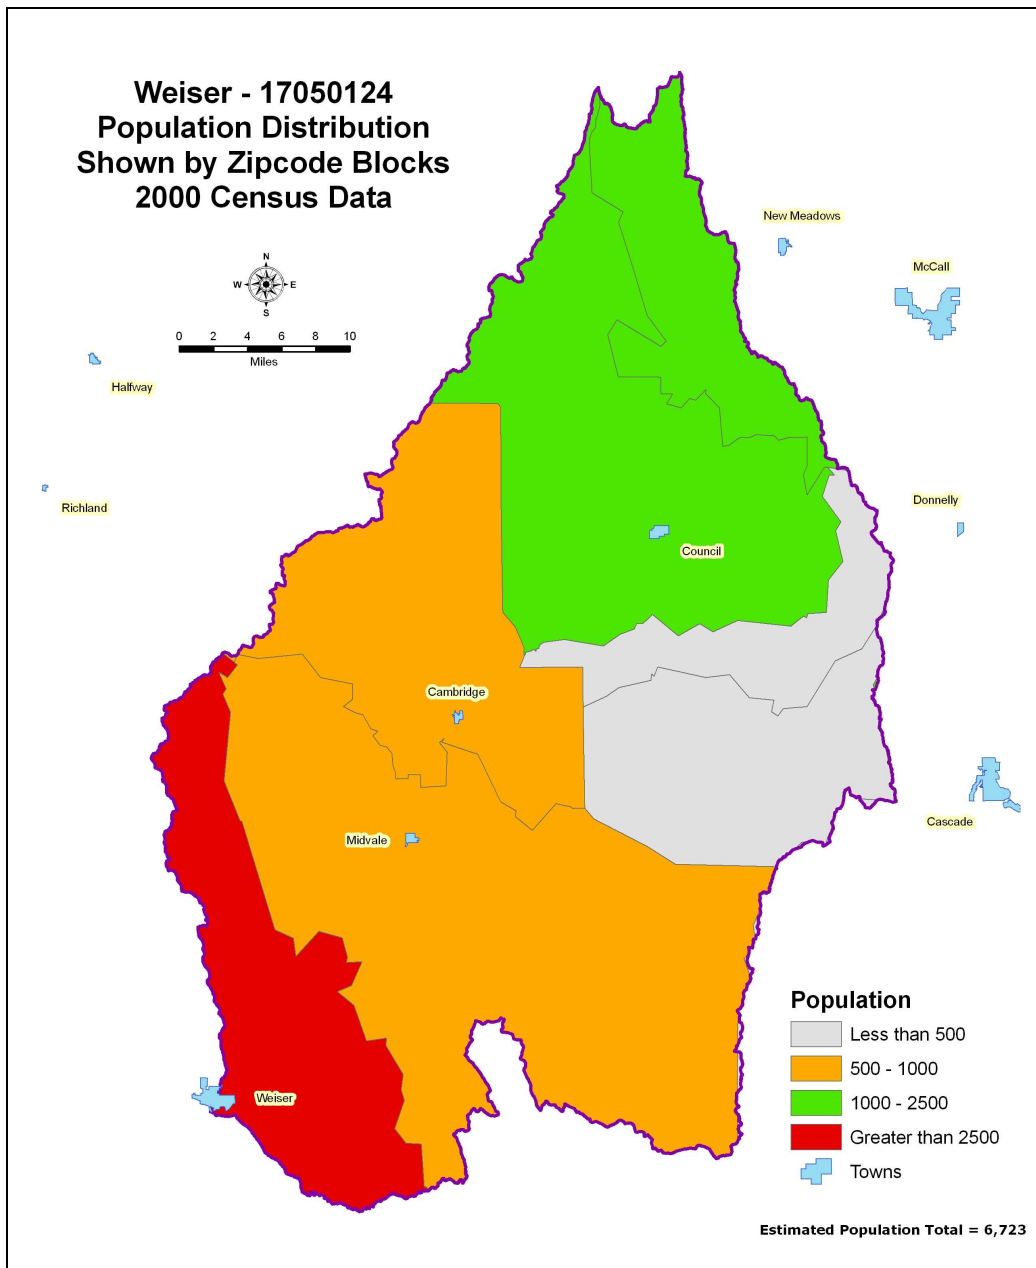 Weiser - 17050124
Population Distribution
Shown by Zipcode Blocks
2000 Census Data
N
W E
S
0 2 4 6 8 10
Miles
New Meadows
McCall
Halfway
Richland
Donnelly
Council
Cambridge
Midvale
Cascade
Weiser
Population
Less than 500
500 - 1000
1000 - 2500
Greater than 2500
Towns
Estimated Population Total = 6,723